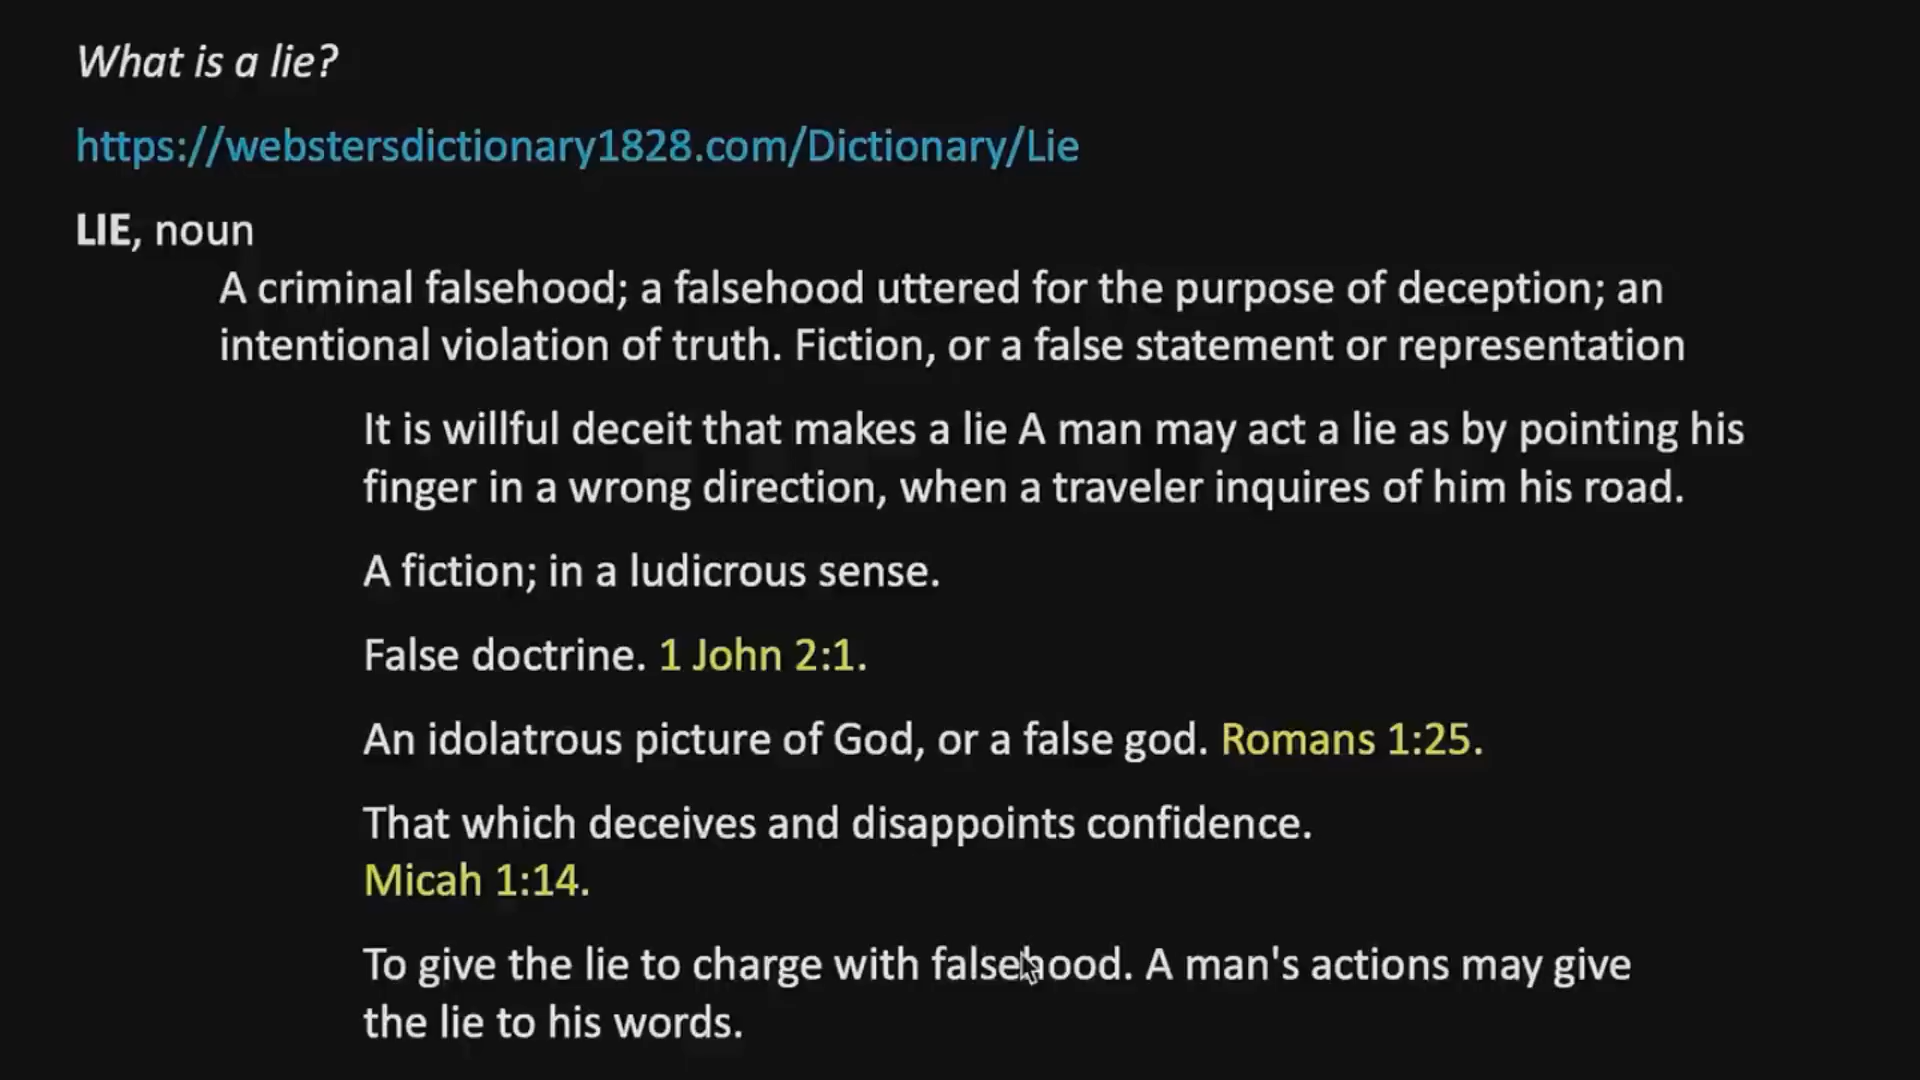 What is a lie?
https://webstersdictionary1828.com/Dictionary/Lie
LIE, noun
A criminal falsehood; a falsehood uttered for the purpose of deception; an
intentional violation of truth. Fiction, or a false statement or representation
It is willful deceit that makes a lie A man may act a lie as by pointing his
finger in a wrong direction, when a traveler inquires of him his road.
A fiction; in a ludicrous sense.
False doctrine. 1 John 2:1.
An idolatrous picture of God, or a false god. Romans 1:25.
That which deceives and disappoints confidence.
Micah 1:14.
To give the lie to charge with falsehood. A man's actions may give
the lie to his words.